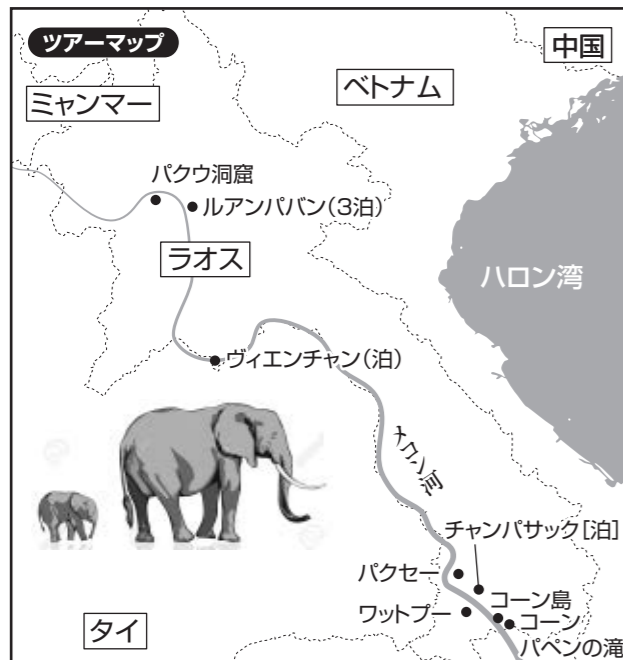 ツアーマップ
中国
ミャンマー
ベトナム
パクウ洞窟
ルアンパバン(3泊)
ラオス
ハロン湾
ヴィエンチャン(泊)
メコン河
チャンパサック[泊]
パクセー
コーン島
ワットプー
コーン
パペンの滝
タイ